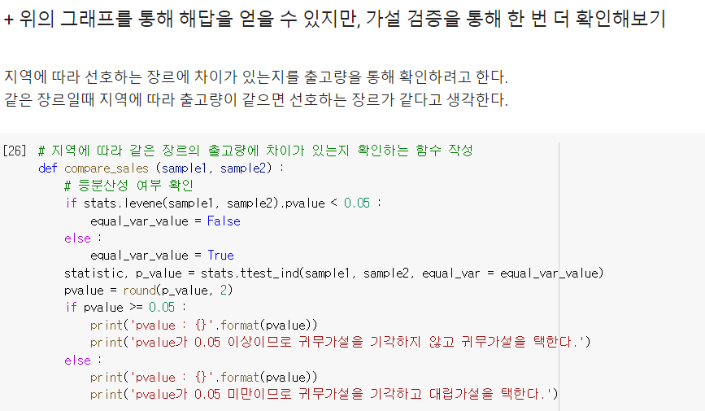 + 위의 그래프를 통해 해답을 얻을 수 있지만, 가설 검증을 통해 한 번 더 확인해보기
지역에 따라 선호하는 장르에 차이가 있는지를 출고량을 통해 확인하려고 한다.
같은 장르일때 지역에 따라 출고량이 같으면 선호하는 장르가 같다고 생각한다.
[26] # 지역에 따라 같은 장르의 출고량에 차이가 있는지 확인하는 함수 작성
def compare_sales (sample1, sample2) :
# 등분산성 여부 확인
if stats.levene(sample1, sample2).pvalue < 0.05 :
equal_var_value = False
else :
equal_var_value = True
statistic, p_value = stats.ttest_ind(sample1, sample2, equal_var = equal_var_value)
pvalue = round(p_value, 2)
if pvalue >= 0.05 :
print('pvalue : {}'.format(pvalue))
print('pvalue가 0.05 이상이므로 귀무가설을 기각하지 않고 귀무가설을 택한다.')
else :
print('pvalue : {}'.format(pvalue))
print('pvalue가 0.05 미만이므로 귀무가설을 기각하고 대립가설을 택한다.')